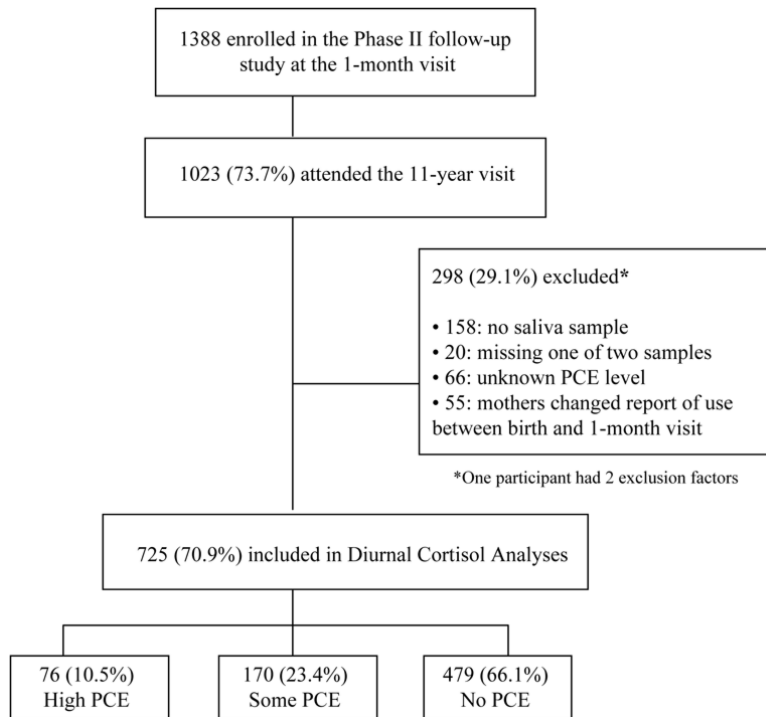 1388 enrolled in the Phase II follow-up
study at the 1-month visit
1023 (73.7%) attended the 11-year visit
298 (29.1%) excluded*
• 158: no saliva sample
• 20: missing one of two samples
• 66: unknown PCE level
• 55: mothers changed report of use
between birth and 1-month visit
*One participant had 2 exclusion factors
725 (70.9%) included in Diurnal Cortisol Analyses
76 (10.5%)
High PCE
170 (23.4%)
Some PCE
479 (66.1%)
No PCE